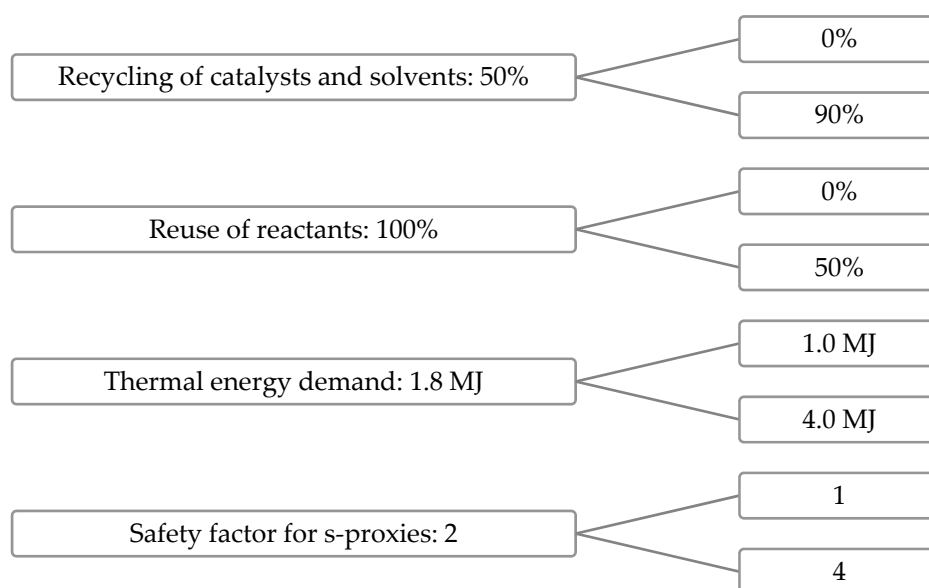 Recycling of catalysts and solvents: 50%
0%
90%
Reuse of reactants: 100%
0%
50%
Thermal energy demand: 1.8 MJ
1.0 MJ
4.0 MJ
Safety factor for s-proxies: 2
1
4